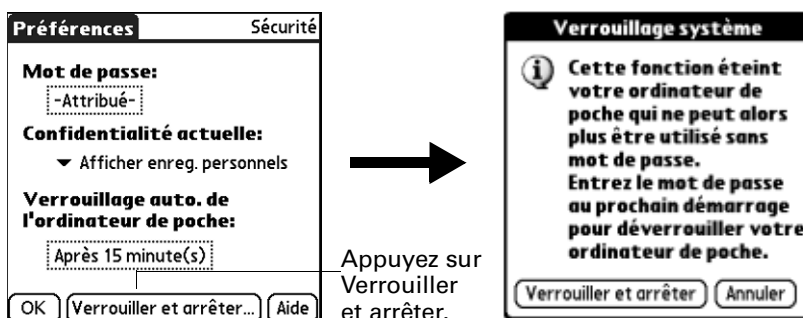 Préférences
Sécurité
Mot de passe:
-Attribué-
Confidentialité actuelle:
Afficher enreg. personnels
Verrouillage auto. de
l'ordinateur de poche:
Après 15 minute(s)
OK
Verrouiller et arrêter...
Aide
Appuyez sur
Verrouiller
et arrêter.
Verrouillage système
Cette fonction éteint
votre ordinateur de
poche qui ne peut alors
plus être utilisé sans
mot de passe.
Entrez le mot de passe
au prochain démarrage
pour déverrouiller votre
ordinateur de poche.
Verrouiller et arrêter
Annuler